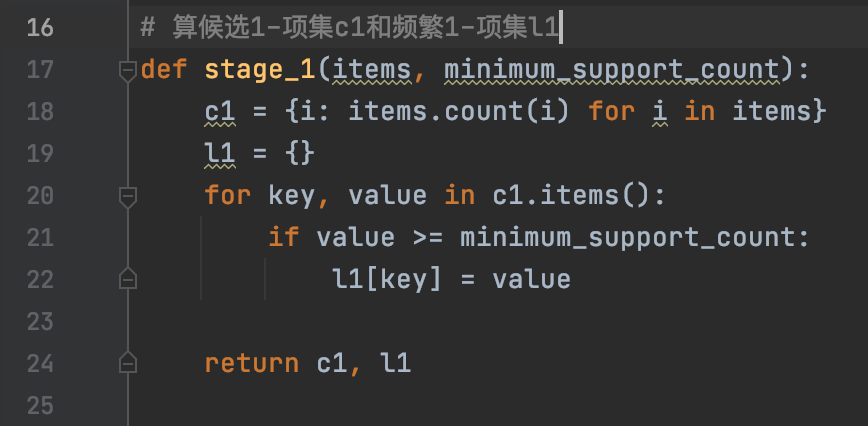 16 # 算候选1-项集c1和频繁1-项集l1
17 def stage_1(items, minimum_support_count):
18     c1 = {i: items.count(i) for i in items}
19     l1 = {}
20     for key, value in c1.items():
21         if value >= minimum_support_count:
22             l1[key] = value
23
24     return c1, l1
25